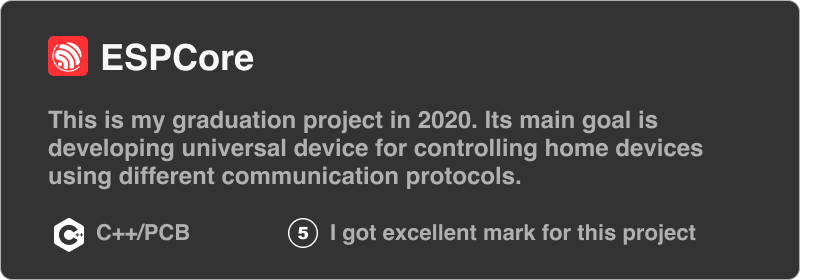 ESPCore
This is my graduation project in 2020. Its main goal is
developing universal device for controlling home devices
using different communication protocols.
C++ C++/PCB 5 I got excellent mark for this project